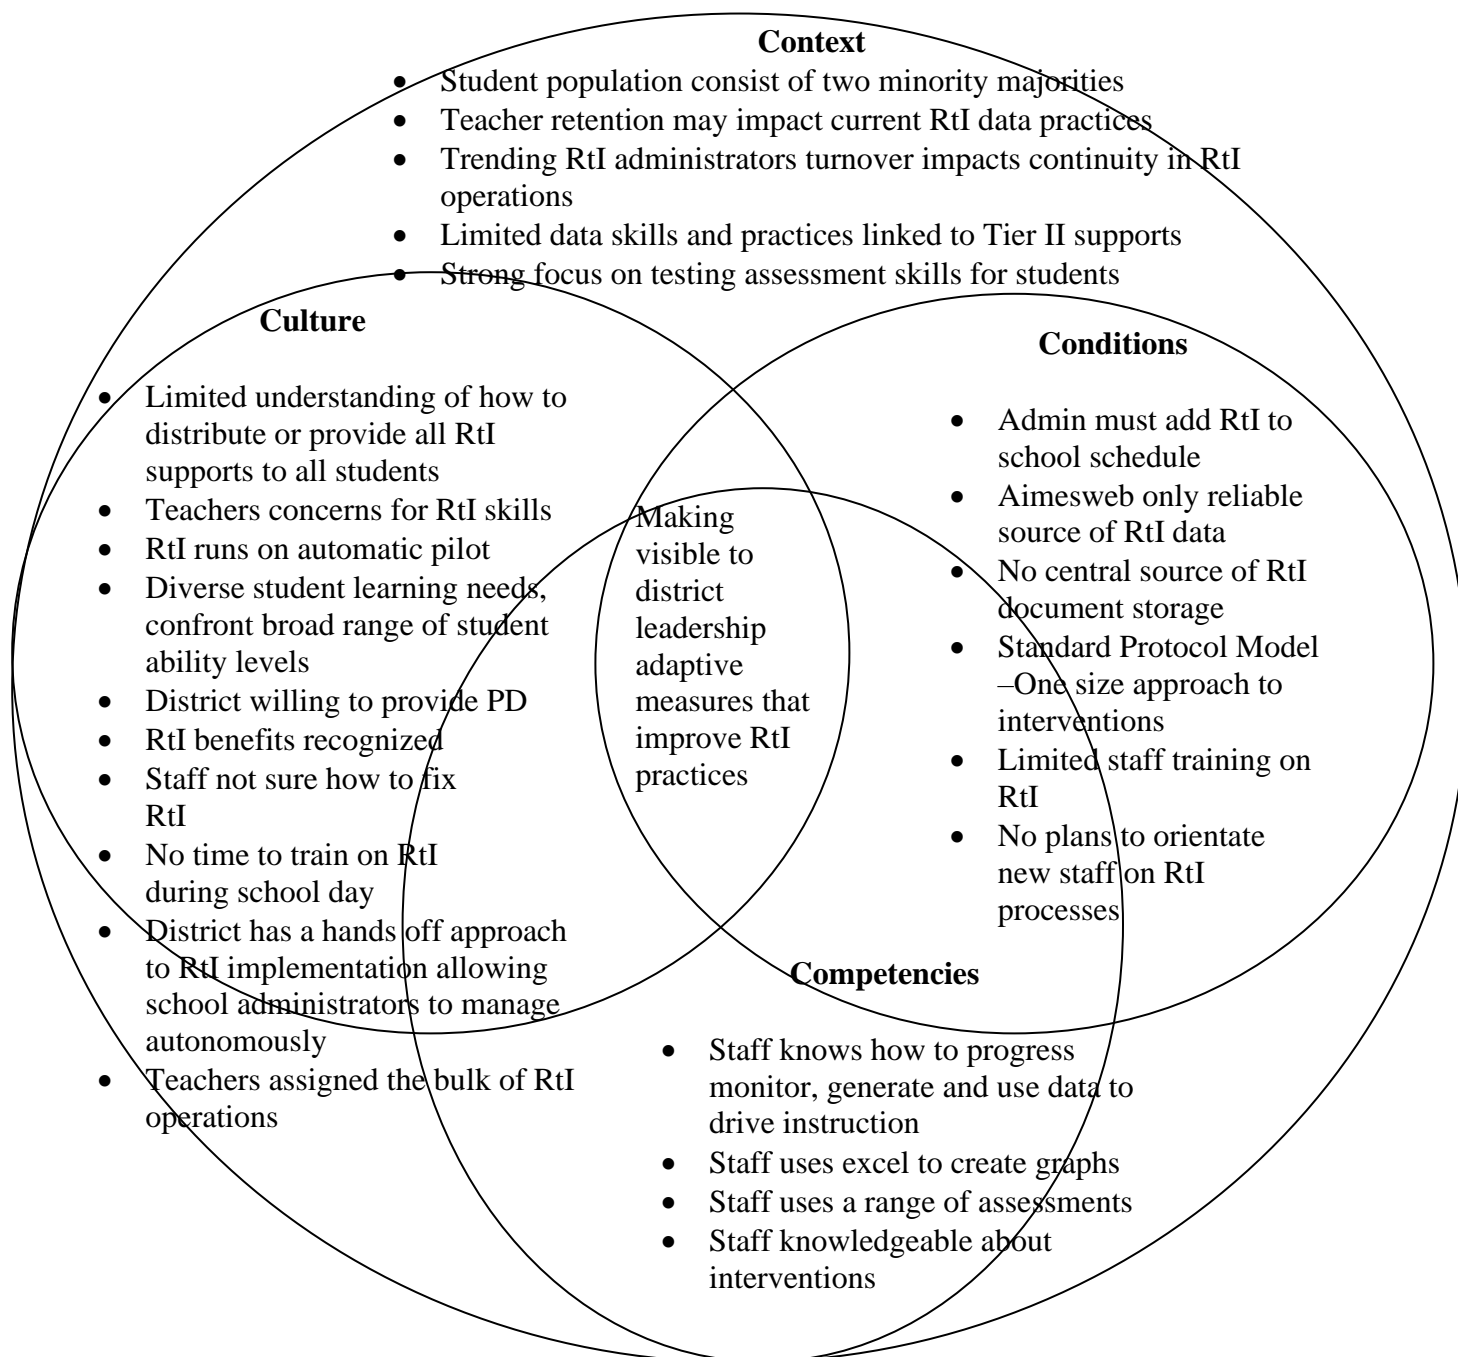 Context
• Student population consist of two minority majorities
• Teacher retention may impact current RtI data practices
• Trending RtI administrators turnover impacts continuity in RtI
operations
• Limited data skills and practices linked to Tier II supports
• Strong focus on testing assessment skills for students
Culture
• Limited understanding of how to
distribute or provide all RtI
supports to all students
• Teachers concerns for RtI skills
• RtI runs on automatic pilot
• Diverse student learning needs,
confront broad range of student
ability levels
• District willing to provide PD
• RtI benefits recognized
• Staff not sure how to fix
RtI
• No time to train on RtI
during school day
• District has a hands off approach
to RtI implementation allowing
school administrators to manage
autonomously
• Teachers assigned the bulk of RtI
operations
Making
visible to
district
leadership
adaptive
measures that
improve RtI
practices
Conditions
• Admin must add RtI to
school schedule
• Aimesweb only reliable
source of RtI data
• No central source of RtI
document storage
• Standard Protocol Model
–One size approach to
interventions
• Limited staff training on
RtI
• No plans to orientate
new staff on RtI
processes
Competencies
• Staff knows how to progress
monitor, generate and use data to
drive instruction
• Staff uses excel to create graphs
• Staff uses a range of assessments
• Staff knowledgeable about
interventions